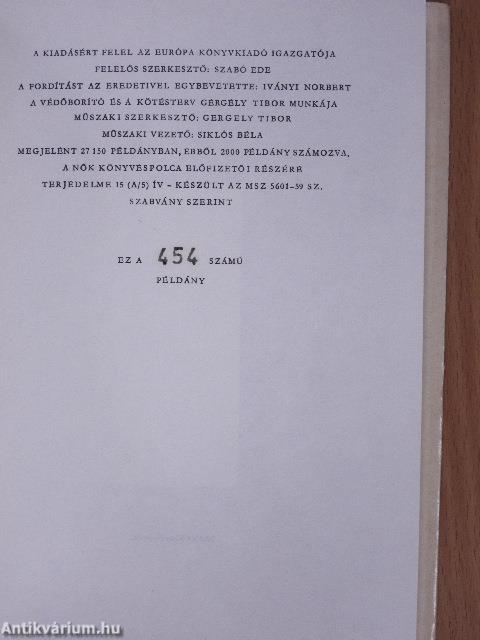 A KIADÁSÉRT FELEL AZ EURÓPA KÖNYVKIADÓ IGAZGATÓJA
FELELŐS SZERKESZTŐ: SZABÓ EDE
A FORDÍTÁST AZ EREDETIVEL EGYBEVETETTE: IVÁNYI NORBERT
A VÉDŐBORÍTÓ ÉS A KÖTÉSTERV GERGELY TIBOR MUNKÁJA
MŰSZAKI SZERKESZTŐ: GERGELY TIBOR
MŰSZAKI VEZETŐ: SIKLÓS BÉLA
MEGJELENT 27 150 PÉLDÁNYBAN, EBBŐL 2000 PÉLDÁNY SZÁMOZVA,
A NŐK KÖNYVESPOLCA ELŐFIZETŐI RÉSZÉRE
TERJEDELME 15 (A/5) ÍV – KÉSZÜLT AZ MSZ 5601–59 SZ.
SZABVÁNY SZERINT
EZ A 454 SZÁMÚ
PÉLDÁNY
Antikvárium.hu